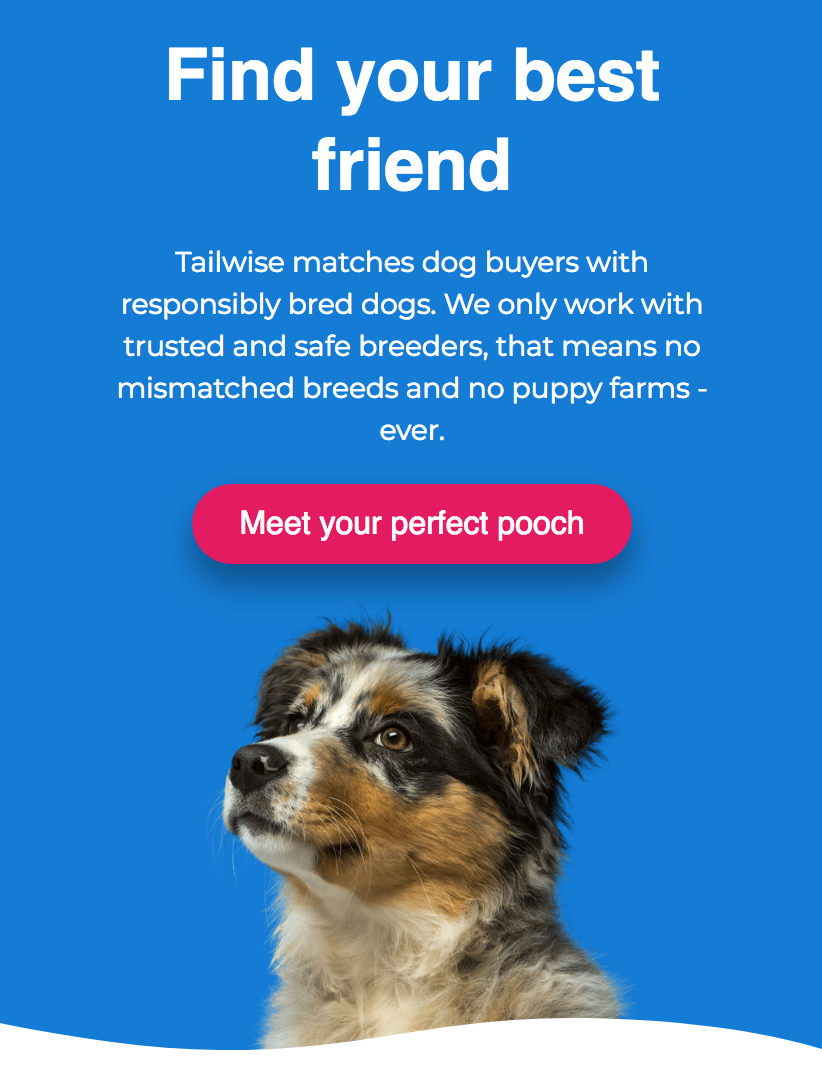 Find your best
friend
Tailwise matches dog buyers with
responsibly bred dogs. We only work with
trusted and safe breeders, that means no
mismatched breeds and no puppy farms -
ever.
Meet your perfect pooch